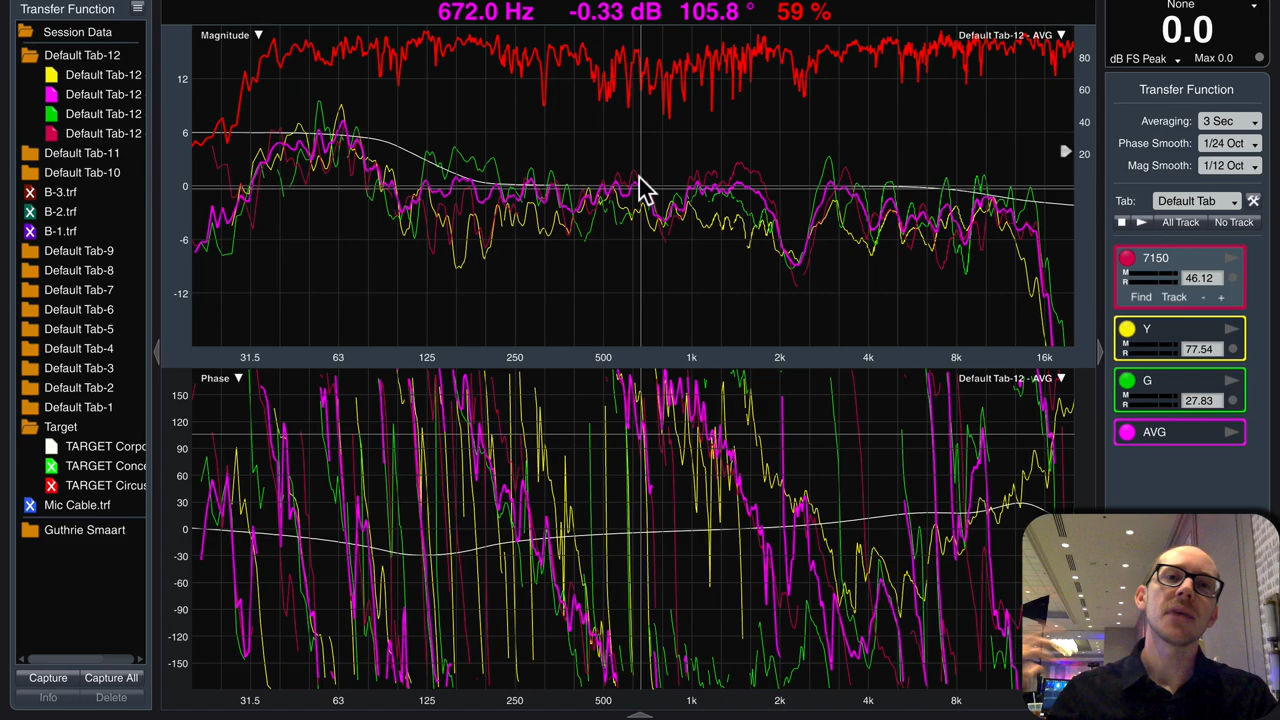 Transfer Function
Session Data
Default Tab-12
Default Tab-12
Default Tab-12
Default Tab-12
Default Tab-12
Default Tab-11
Default Tab-10
B-3.trf
B-2.trf
B-1.trf
Default Tab-9
Default Tab-8
Default Tab-7
Default Tab-6
Default Tab-5
Default Tab-4
Default Tab-3
Default Tab-2
Default Tab-1
Target
TARGET Corpo
TARGET Conce
TARGET Circus
Mic Cable.trf
Guthrie Smaart
Capture Capture All
Info Delete
672.0 Hz -0.33 dB 105.8 ° 59 %
Magnitude Default Tab-12 - AVG
12
6
0
-6
-12
80
60
40
20
31.5 63 125 250 500 1k 2k 4k 8k 16k
Phase Default Tab-12 - AVG
150
120
90
60
30
0
-30
-60
-90
-120
-150
31.5 63 125 250 500 1k 2k 4k 8k
None
0.0
dB FS Peak Max 0.0
Transfer Function
Averaging: 3 Sec
Phase Smooth: 1/24 Oct
Mag Smooth: 1/12 Oct
Tab: Default Tab
All Track No Track
7150
M
R 46.12
Find Track - +
Y
M
R 77.54
G
M
R 27.83
AVG